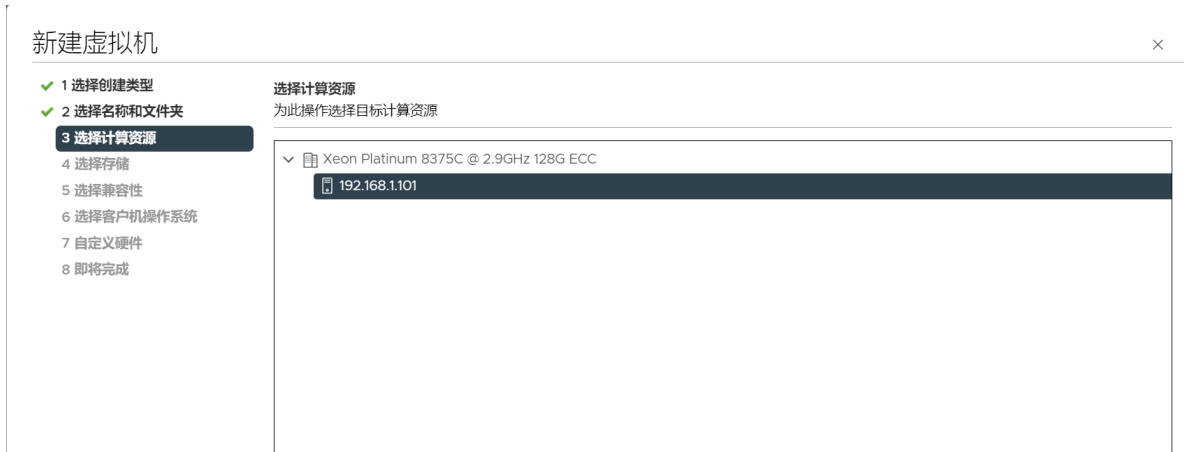 新建虚拟机
1 选择创建类型
2 选择名称和文件夹
3 选择计算资源
4 选择存储
5 选择兼容性
6 选择客户机操作系统
7 自定义硬件
8 即将完成
选择计算资源
为此操作选择目标计算资源
Xeon Platinum 8375C @ 2.9GHz 128G ECC
192.168.1.101